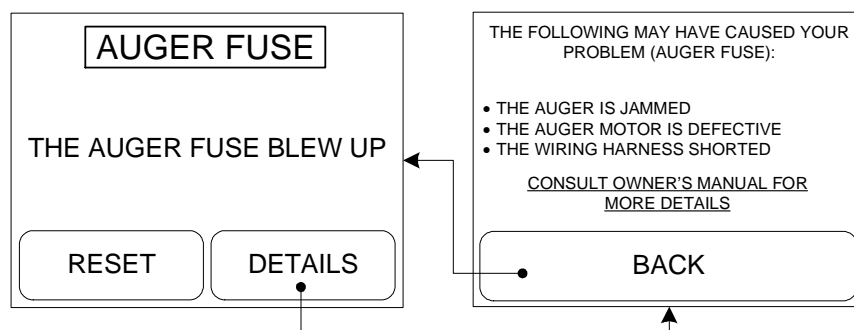 AUGER FUSE
THE AUGER FUSE BLEW UP
RESET
DETAILS
THE FOLLOWING MAY HAVE CAUSED YOUR
PROBLEM (AUGER FUSE):
• THE AUGER IS JAMMED
• THE AUGER MOTOR IS DEFECTIVE
• THE WIRING HARNESS SHORTED
CONSULT OWNER'S MANUAL FOR
MORE DETAILS
BACK